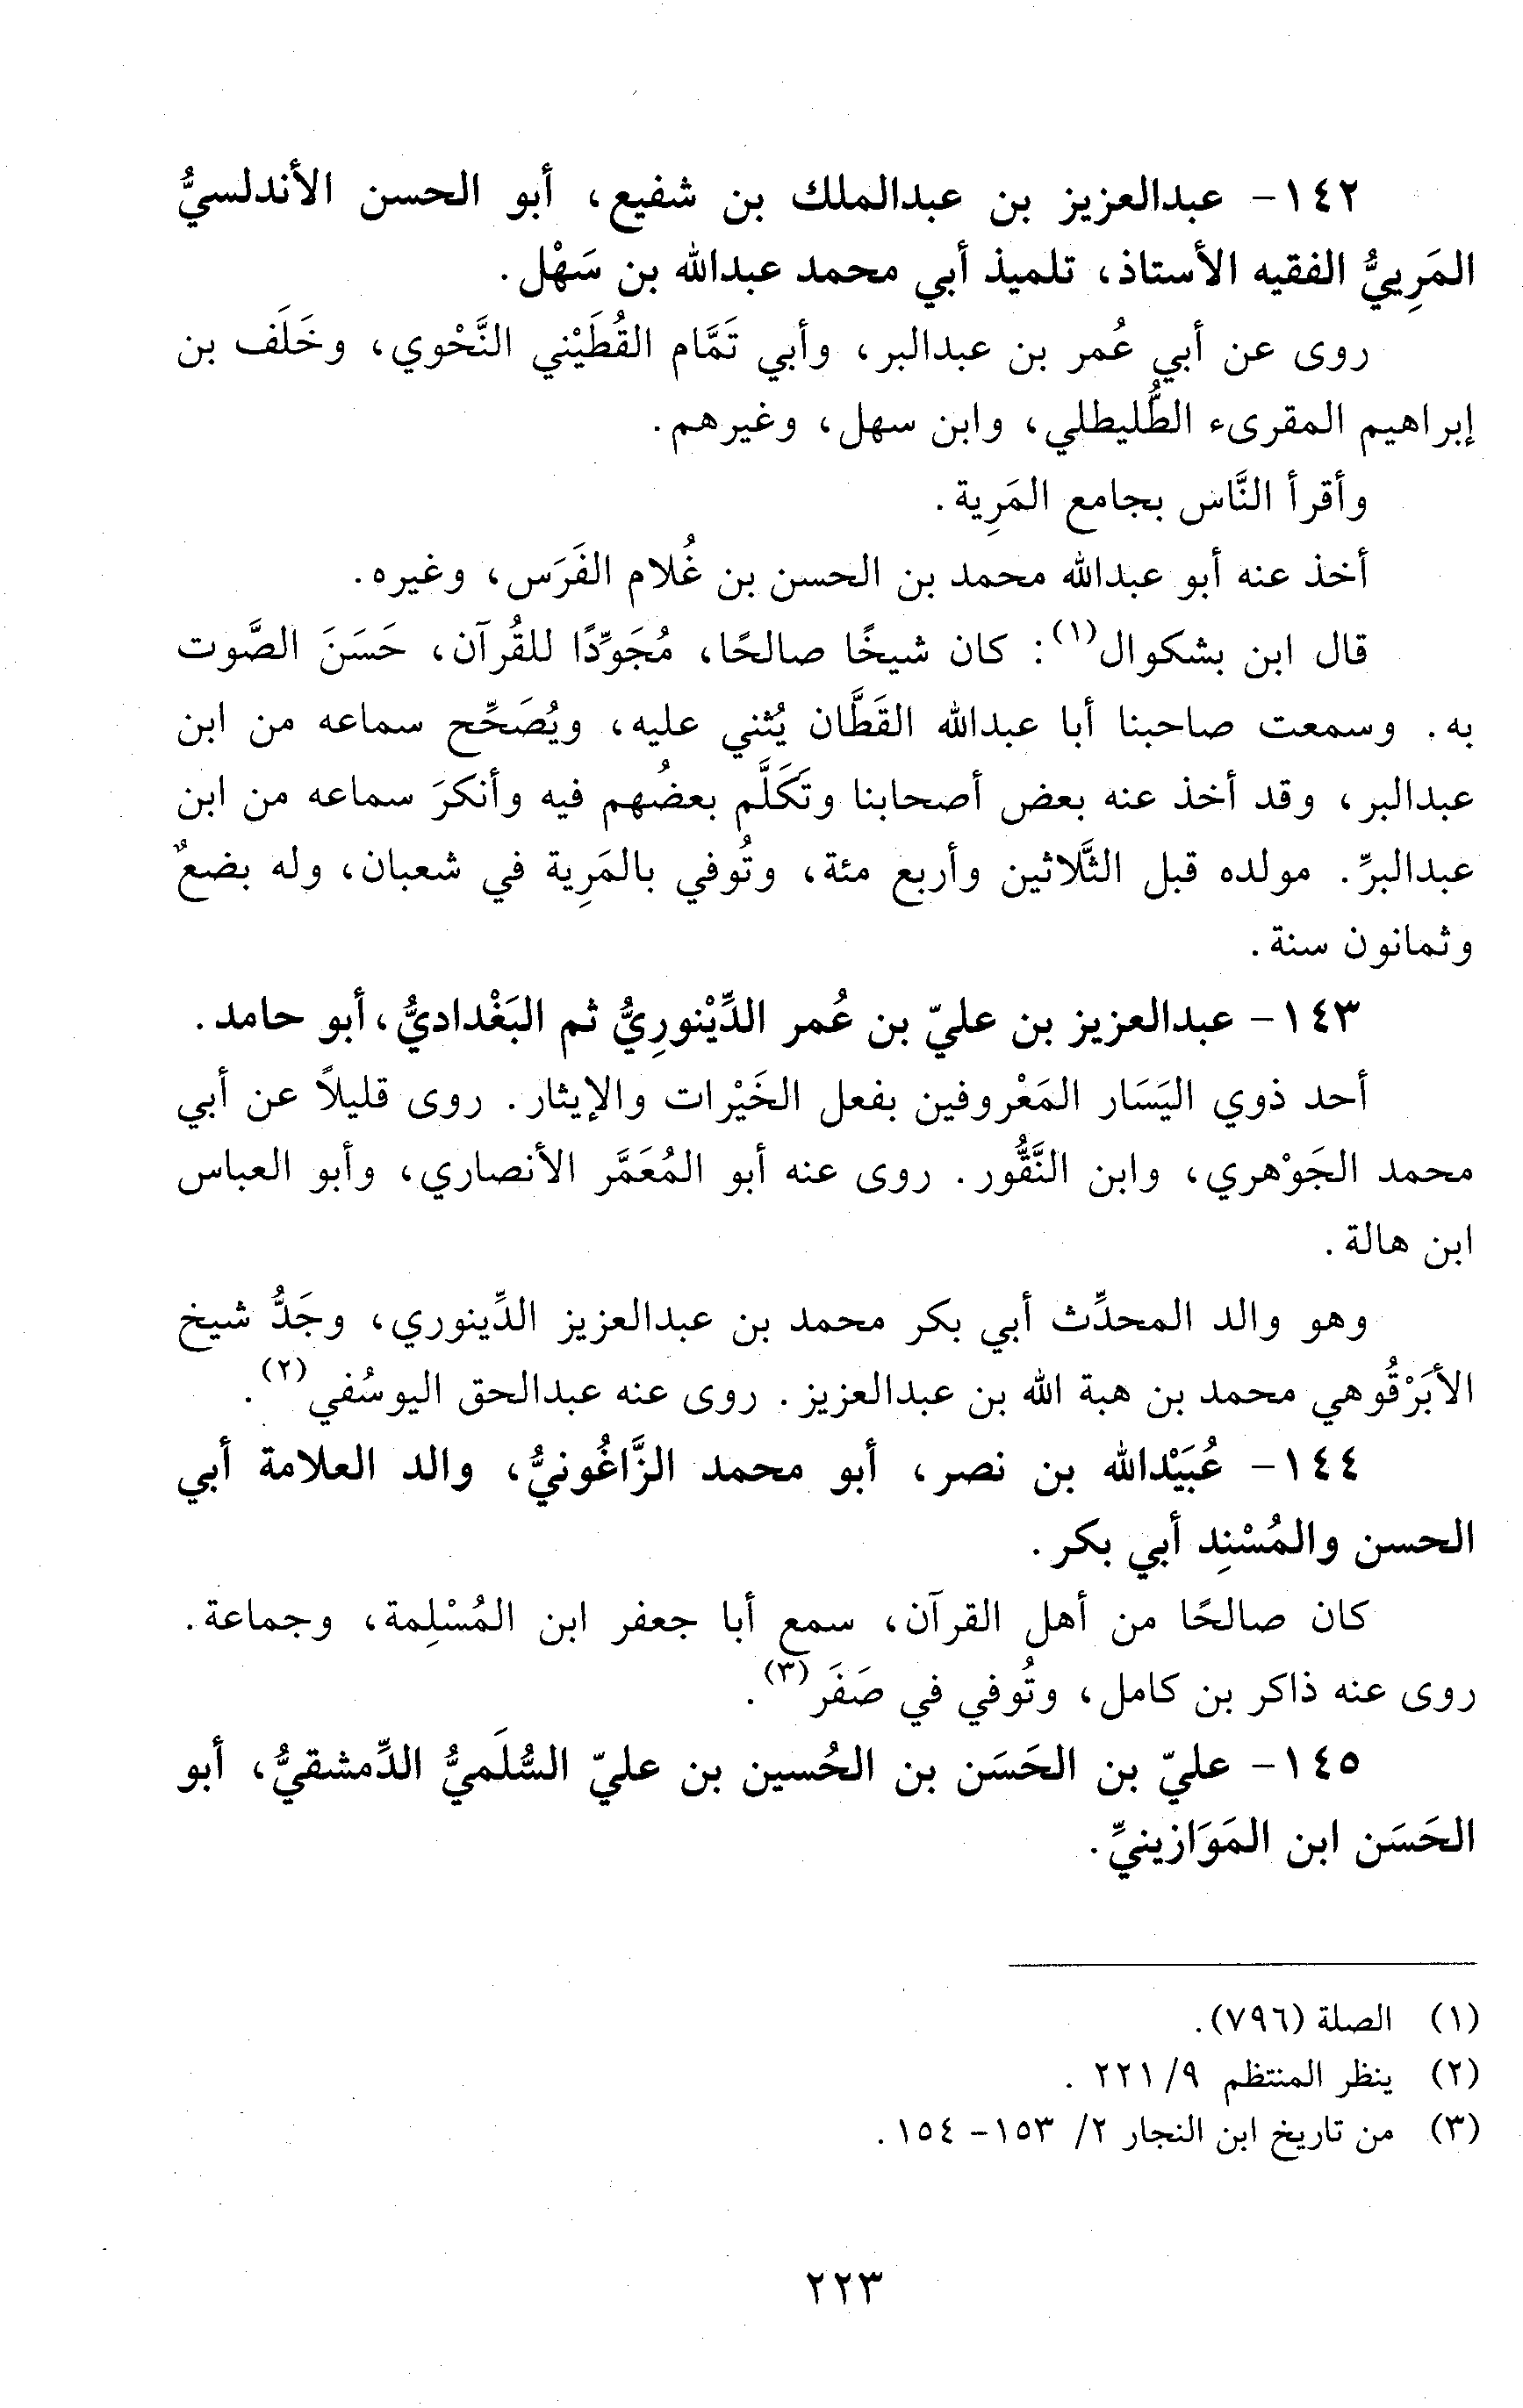 ١٤٢- عبدالعزيز بن عبدالملك بن شفيع، أبو الحسن الأندلسيُّ
المَرِييُّ الفقيه الأستاذ، تلميذ أبي محمد عبدالله بن سَهْل.
روى عن أبي عُمر بن عبدالبر، وأبي تَمَّام القُطَيْني النَّحْوي، وخَلَف بن
إبراهيم المقرىء الطُّليطلي، وابن سهل، وغيرهم.
وأقرأ النَّاس بجامع المَرِية.
أخذ عنه أبو عبدالله محمد بن الحسن بن غُلام الفَرَس، وغيره.
قال ابن بشكوال(١): كان شيخًا صالحًا، مُجَوِّدًا للقُرآن، حَسَنَ الصَّوت
به. وسمعت صاحبنا أبا عبدالله القَطَّان يُثني عليه، ويُصَحِّح سماعه من ابن
عبدالبر، وقد أخذ عنه بعض أصحابنا وتَكَلَّم بعضُهم فيه وأنكرَ سماعه من ابن
عبدالبرِّ. مولده قبل الثَّلاثين وأربع مئة، وتُوفي بالمَرِية في شعبان، وله بضعٌ
وثمانون سنة.
١٤٣- عبدالعزيز بن عليّ بن عُمر الدِّيْنورِيُّ ثم البَغْداديُّ، أبو حامد.
أحد ذوي اليَسَار المَعْروفين بفعل الخَيْرات والإيثار. روى قليلاً عن أبي
محمد الجَوْهري، وابن النَّقُّور. روى عنه أبو المُعَمَّر الأنصاري، وأبو العباس
ابن هالة.
وهو والد المحدِّث أبي بكر محمد بن عبدالعزيز الدِّينوري، وجَدُّ شيخ
الأَبَرْقُوهي محمد بن هبة الله بن عبدالعزيز. روى عنه عبدالحق اليوسُفي(٢).
١٤٤- عُبَيْدالله بن نصر، أبو محمد الزَّاغُونيُّ، والد العلامة أبي
الحسن والمُسْنِد أبي بكر.
كان صالحًا من أهل القرآن، سمع أبا جعفر ابن المُسْلِمة، وجماعة.
روى عنه ذاكر بن كامل، وتُوفي في صَفَر(٣).
١٤٥- عليّ بن الحَسَن بن الحُسين بن عليّ السُّلَميُّ الدِّمشقيُّ، أبو
الحَسَن ابن المَوَازينيِّ.
(١) الصلة (٧٩٦).
(٢) ينظر المنتظم ٩/ ٢٢١.
(٣) من تاريخ ابن النجار ٢/ ١٥٣- ١٥٤.
٢٢٣